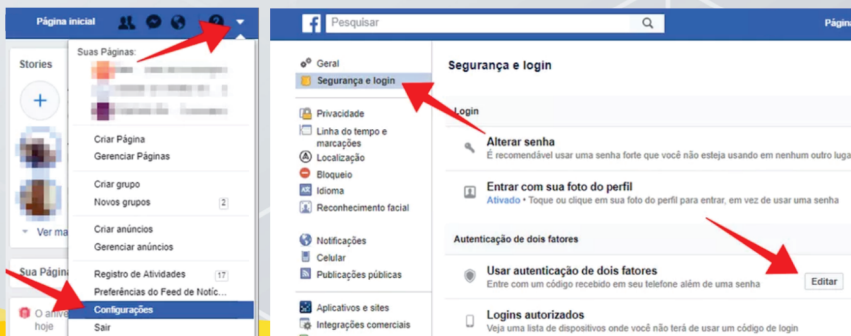 Página inicial
?
Suas Páginas:
Stories
Criar Página
Gerenciar Páginas
Criar grupo
Novos grupos 2
Criar anúncios
Ver ma
Gerenciar anúncios
Sua Págin
Registro de Atividades 17
Preferências do Feed de Notíc...
Configurações
O anive
hoje
Sair
f Pesquisar
Página
Geral
Segurança e login
Privacidade
Linha do tempo e
marcações
Localização
Bloqueio
Idioma
Reconhecimento facial
Notificações
Celular
Publicações públicas
Aplicativos e sites
Integrações comerciais
Segurança e login
Login
Alterar senha
É recomendável usar uma senha forte que você não esteja usando em nenhum outro luga
Entrar com sua foto do perfil
Ativado • Toque ou clique em sua foto do perfil para entrar, em vez de usar uma senha
Autenticação de dois fatores
Usar autenticação de dois fatores
Editar
Entre com um código recebido em seu telefone além de uma senha
Logins autorizados
Veja uma lista de dispositivos onde você não terá de usar um código de login